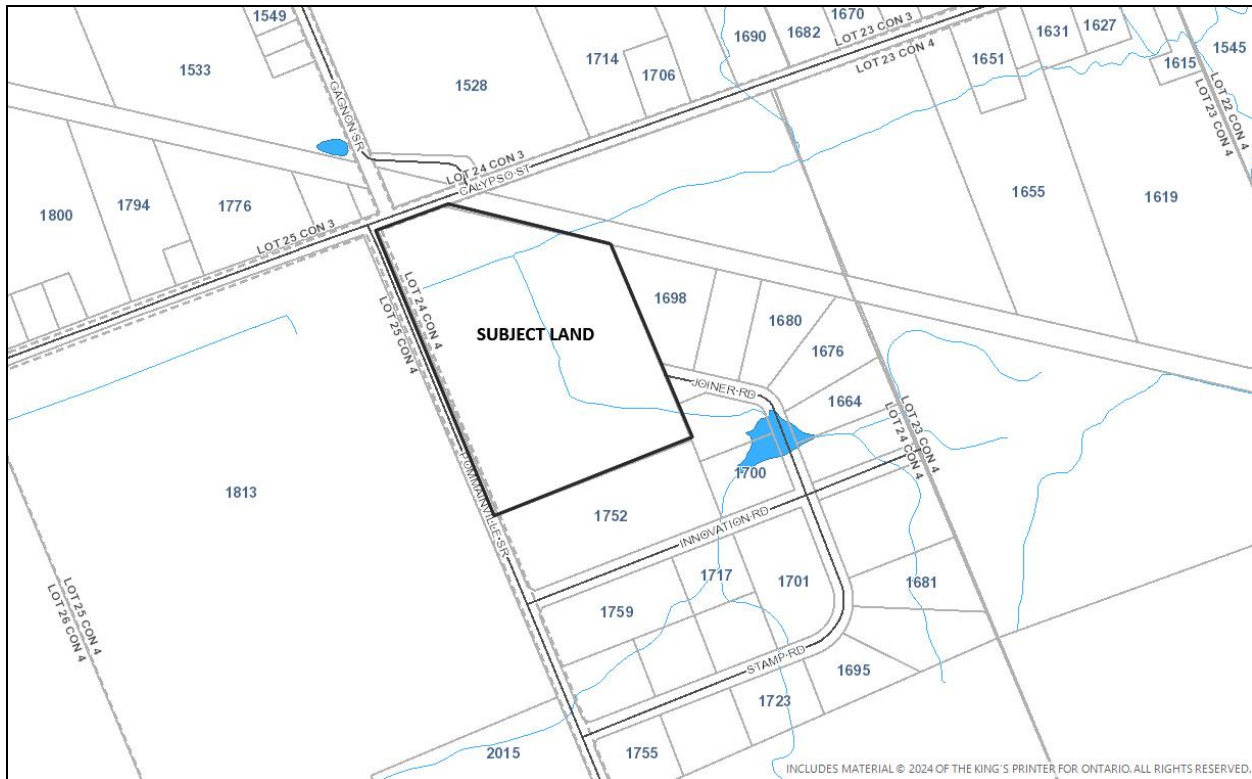 1549
1670
LOT 23 CON 3
1690
1682
1631
1627
1533
1528
1714
1706
LOT 23 CON 4
1651
1615
1545
LOT 22 CON 4
LOT 23 CON 4
GAGNON SR
LOT 24 CON 3
CALYPSO ST
1800
1794
1776
LOT 25 CON 3
1655
1619
LOT 24 CON 4
LOT 25 CON 4
SUBJECT LAND
1698
1680
1676
JOINER RD
1664
LOT 23 CON 4
LOT 24 CON 4
1813
POMMAINVILLE SR
1700
1752
INNOVATION RD
1717
1701
1681
1759
LOT 25 CON 4
LOT 26 CON 4
STAMP RD
1695
1723
2015
1755
INCLUDES MATERIAL © 2024 OF THE KING'S PRINTER FOR ONTARIO. ALL RIGHTS RESERVED.